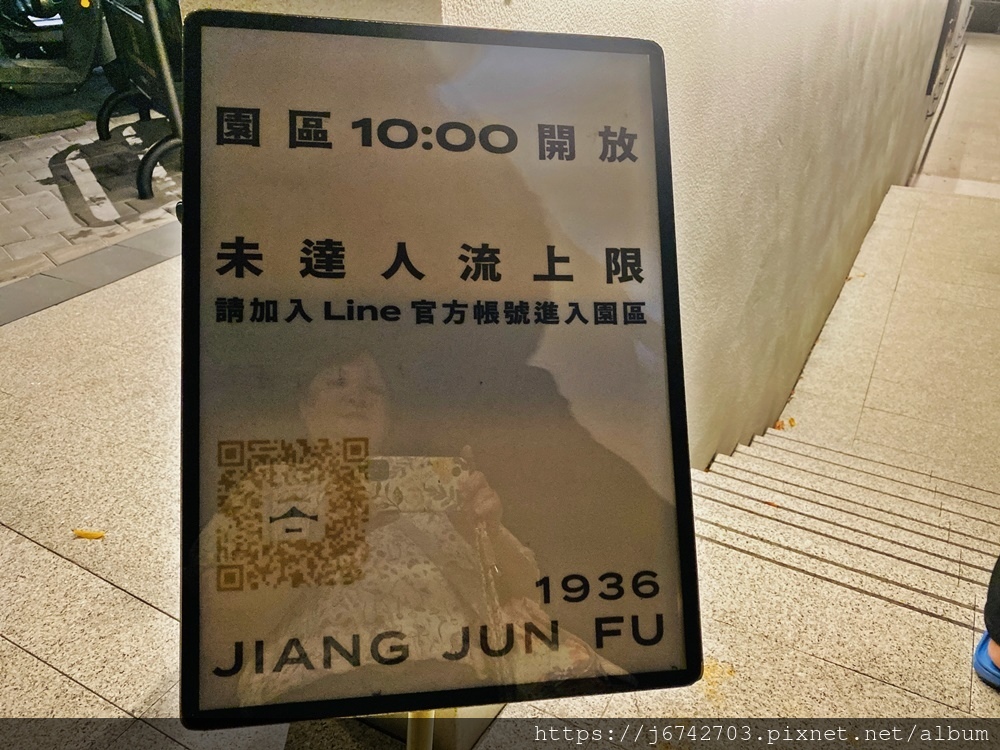 園區 10:00 開放
未達人流上限
請加入 Line 官方帳號進入園區
1936
JIANG JUN FU
https://j6742703.pixnet.net/album